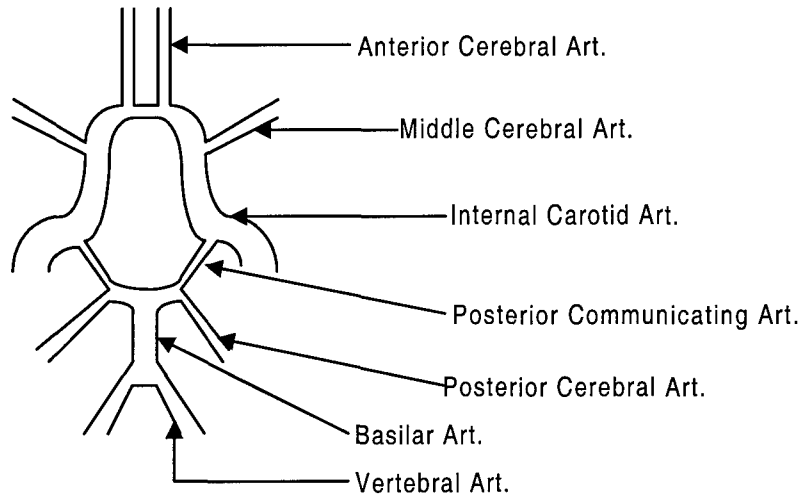 Anterior Cerebral Art.
Middle Cerebral Art.
Internal Carotid Art.
Posterior Communicating Art.
Posterior Cerebral Art.
Basilar Art.
Vertebral Art.